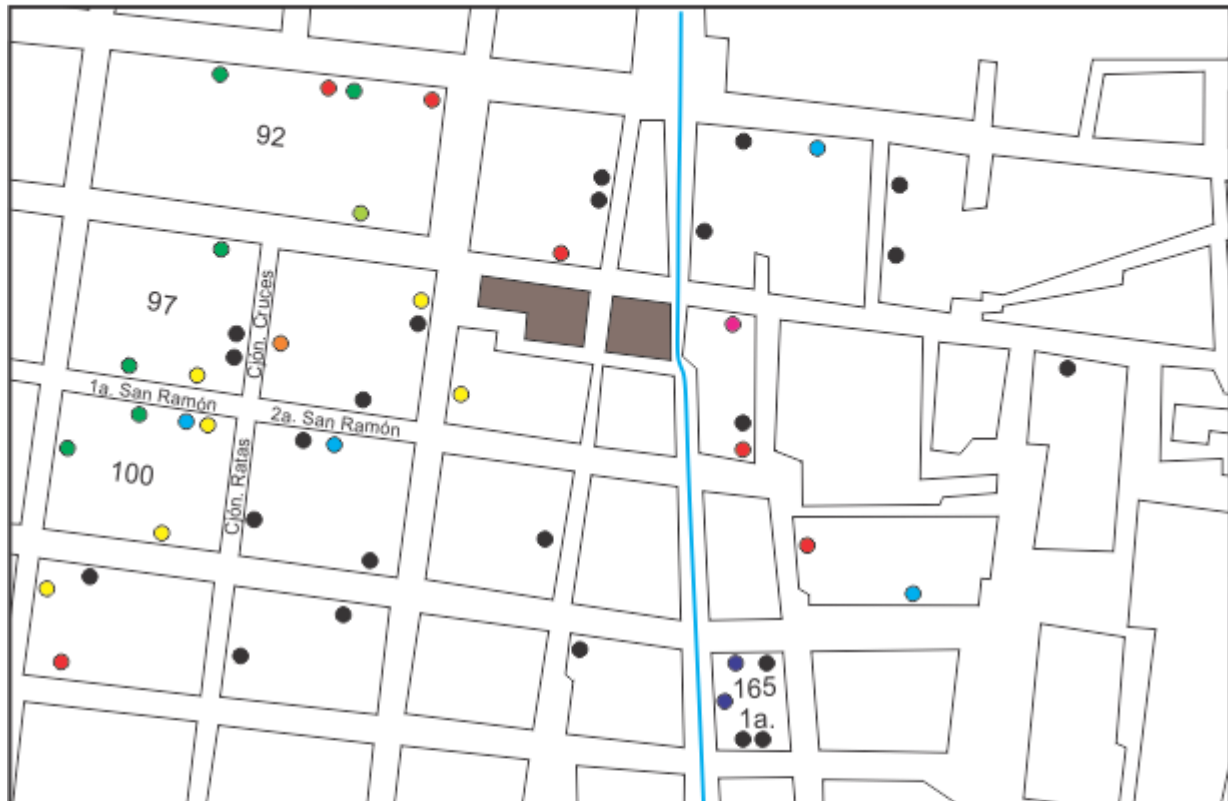 92
97
Cjón. Cruces
1a. San Ramón
2a. San Ramón
100
Cjón. Ratas
165
1a.